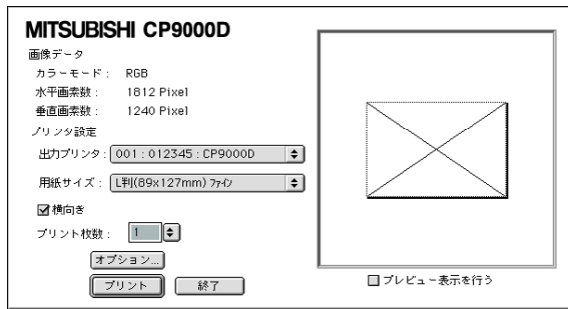 MITSUBISHI CP9000D
画像データ
カラーモード： RGB
水平画素数： 1812 Pixel
垂直画素数： 1240 Pixel
プリンタ設定
出力プリンタ： 001 : 012345 : CP9000D
用紙サイズ： L判(89x127mm) ﾌｧｲﾝ
横向き
プリント枚数： 1
オプション...
プリント 終了
プレビュー表示を行う